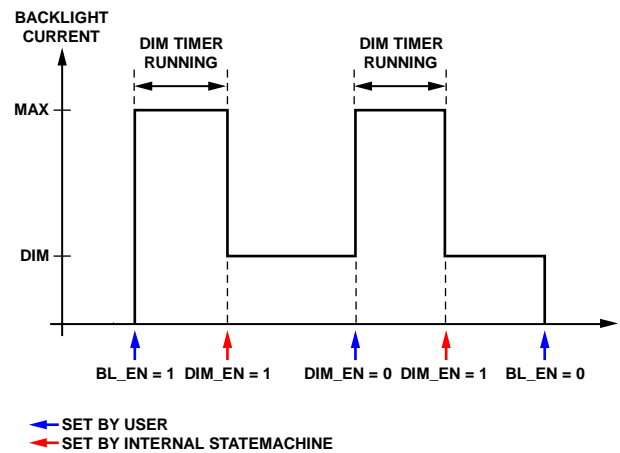 BACKLIGHT
CURRENT
DIM TIMER
RUNNING
DIM TIMER
RUNNING
MAX
DIM
BL_EN = 1
DIM_EN = 1
DIM_EN = 0
DIM_EN = 1
BL_EN = 0
SET BY USER
SET BY INTERNAL STATEMACHINE